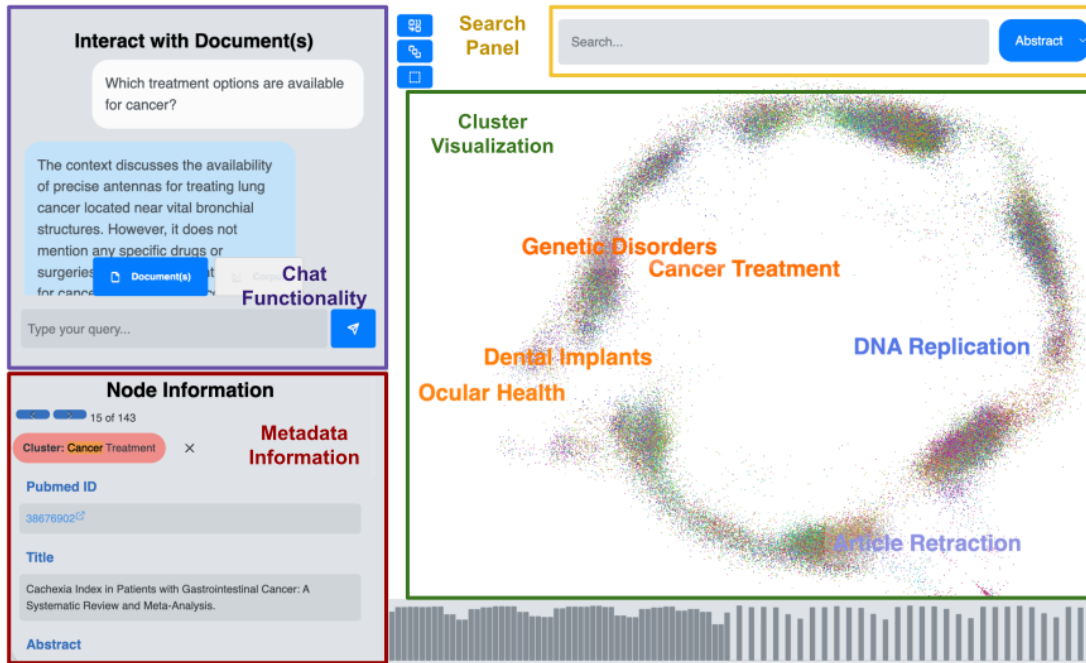 Interact with Document(s)
Which treatment options are available
for cancer?
The context discusses the availability
of precise antennas for treating lung
cancer located near vital bronchial
structures. However, it does not
mention any specific drugs or
surgeries
Document(s)
for cance
Chat
Functionality
Type your query...
Node Information
15 of 143
Metadada
Information
Cluster: Cancer Treatment
Pubmed ID
38676902
Title
Cachexia Index in Patients with Gastrointestinal Cancer: A
Systematic Review and Meta-Analysis.
Abstract
Search
Panel
Search...
Abstract
Cluster
Visualization
Genetic Disorders
Cancer Treatment
Dental Implants
DNA Replication
Ocular Health
Article Retraction